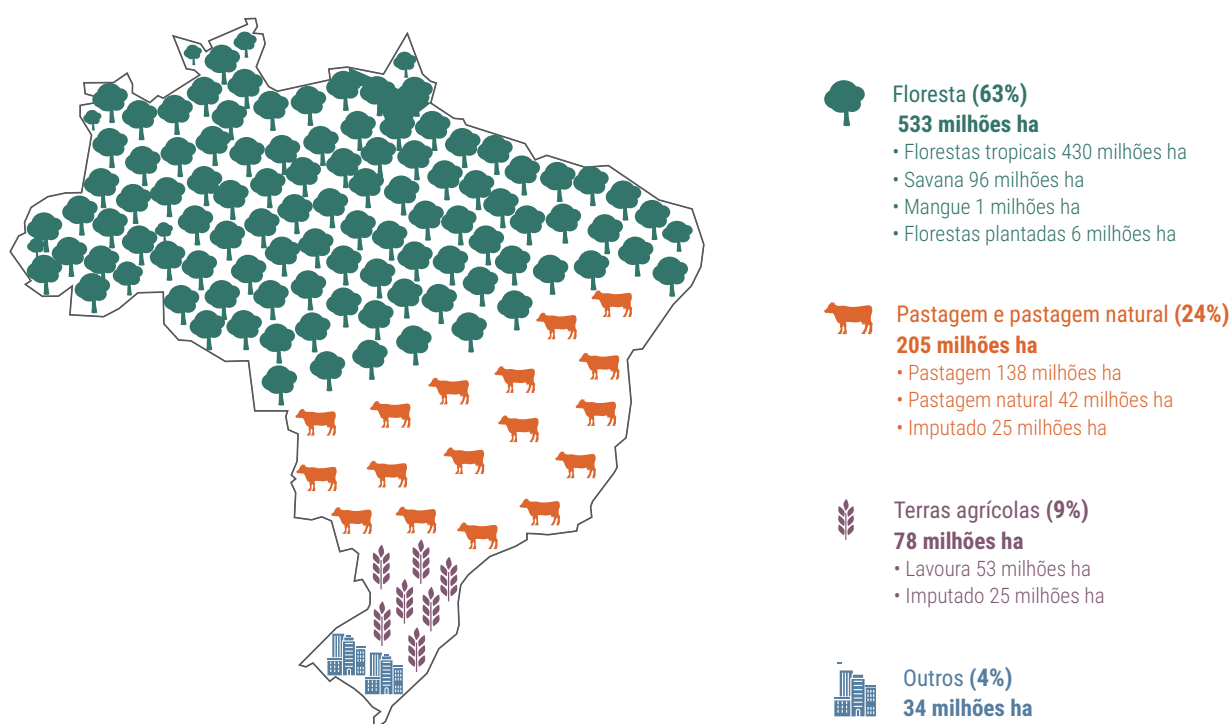 Floresta (63%)
533 milhões ha
• Florestas tropicais 430 milhões ha
• Savana 96 milhões ha
• Mangue 1 milhões ha
• Florestas plantadas 6 milhões ha
Pastagem e pastagem natural (24%)
205 milhões ha
• Pastagem 138 milhões ha
• Pastagem natural 42 milhões ha
• Imputado 25 milhões ha
Terras agrícolas (9%)
78 milhões ha
• Lavoura 53 milhões ha
• Imputado 25 milhões ha
Outros (4%)
34 milhões ha